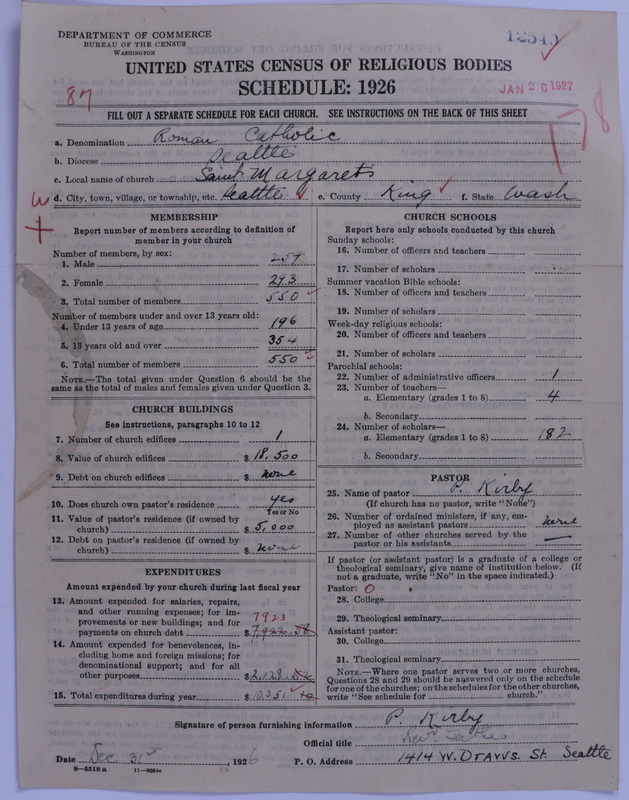 DEPARTMENT OF COMMERCE
BUREAU OF THE CENSUS
WASHINGTON
UNITED STATES CENSUS OF RELIGIOUS BODIES
SCHEDULE: 1926
JAN 26 1927
87
178
FILL OUT A SEPARATE SCHEDULE FOR EACH CHURCH. SEE INSTRUCTIONS ON THE BACK OF THIS SHEET
a. Denomination Roman Catholic
b. Diocese Seattle
c. Local name of church Saint Margarets
d. City, town, village, or township, etc. Seattle e. County King f. State Wash
MEMBERSHIP
Report number of members according to definition of
member in your church
Number of members, by sex:
1. Male 257
2. Female 293
3. Total number of members 550
Number of members under and over 13 years old:
4. Under 13 years of age 196
5. 13 years old and over 354
6. Total number of members 550
NOTE.—The total given under Question 6 should be the
same as the total of males and females given under Question 3.
CHURCH BUILDINGS
See instructions, paragraphs 10 to 12
7. Number of church edifices 1
8. Value of church edifices $ 18,500
9. Debt on church edifices $ none
10. Does church own pastor's residence yes
Yes or No
11. Value of pastor's residence (if owned by
church) $ 5,000
12. Debt on pastor's residence (if owned by
church) $ none
EXPENDITURES
Amount expended by your church during last fiscal year
13. Amount expended for salaries, repairs,
and other running expenses; for im-
provements or new buildings; and for 7923
payments on church debt $ 7,922.58
14. Amount expended for benevolences, in-
cluding home and foreign missions; for
denominational support; and for all
other purposes $ 2,128
15. Total expenditures during year $
CHURCH SCHOOLS
Report here only schools conducted by this church
Sunday schools:
16. Number of officers and teachers
17. Number of scholars
Summer vacation Bible schools:
18. Number of officers and teachers
19. Number of scholars
Week-day religious schools:
20. Number of officers and teachers
21. Number of scholars
Parochial schools:
22. Number of administrative officers 1
23. Number of teachers—
a. Elementary (grades 1 to 8) 4
b. Secondary
24. Number of scholars—
a. Elementary (grades 1 to 8) 182
b. Secondary
PASTOR
25. Name of pastor P. Kirby
(If church has no pastor, write "None")
26. Number of ordained ministers, if any, em-
ployed as assistant pastors none
27. Number of other churches served by the
pastor or his assistants —
If pastor (or assistant pastor) is a graduate of a college or
theological seminary, give name of institution below. (If
not a graduate, write "No" in the space indicated.)
Pastor: O
28. College
29. Theological seminary
Assistant pastor:
30. College
31. Theological seminary
NOTE.—Where one pastor serves two or more churches,
Questions 28 and 29 should be answered only on the schedule
for one of the churches; on the schedules for the other churches,
write "See schedule for church."
Signature of person furnishing information P. Kirby
Official title Rev. Father
Date Dec 31st, 1926 P. O. Address 1414 W. Dravus. St. Seattle
8—5518 a